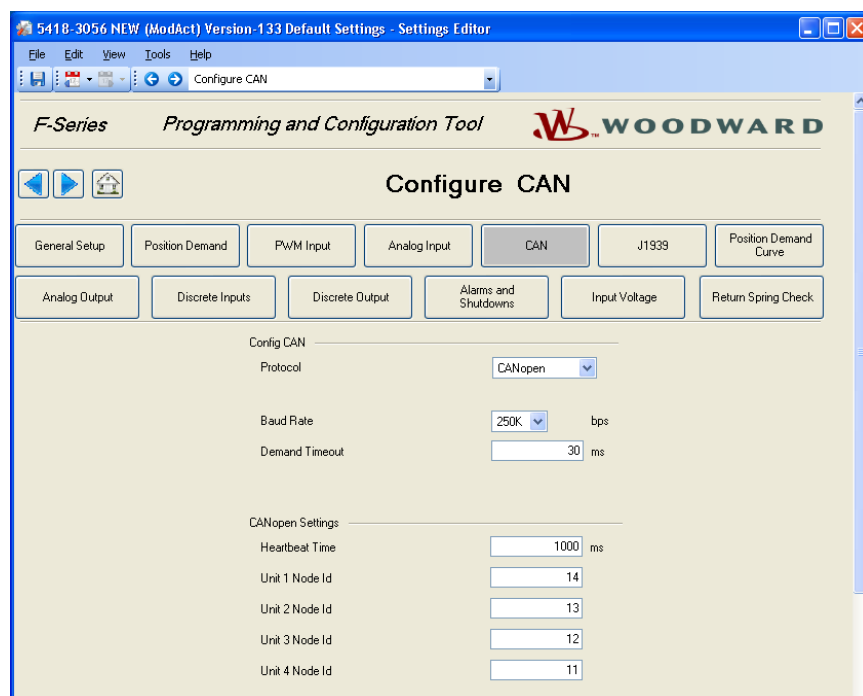 5418-3056 NEW (ModAct) Version-133 Default Settings - Settings Editor
File Edit View Tools Help
Configure CAN
F-Series Programming and Configuration Tool WOODWARD
Configure CAN
General Setup Position Demand PWM Input Analog Input CAN J1939 Position Demand Curve
Analog Output Discrete Inputs Discrete Output Alarms and Shutdowns Input Voltage Return Spring Check
Config CAN
Protocol CANopen
Baud Rate 250K bps
Demand Timeout 30 ms
CANopen Settings
Heartbeat Time 1000 ms
Unit 1 Node Id 14
Unit 2 Node Id 13
Unit 3 Node Id 12
Unit 4 Node Id 11